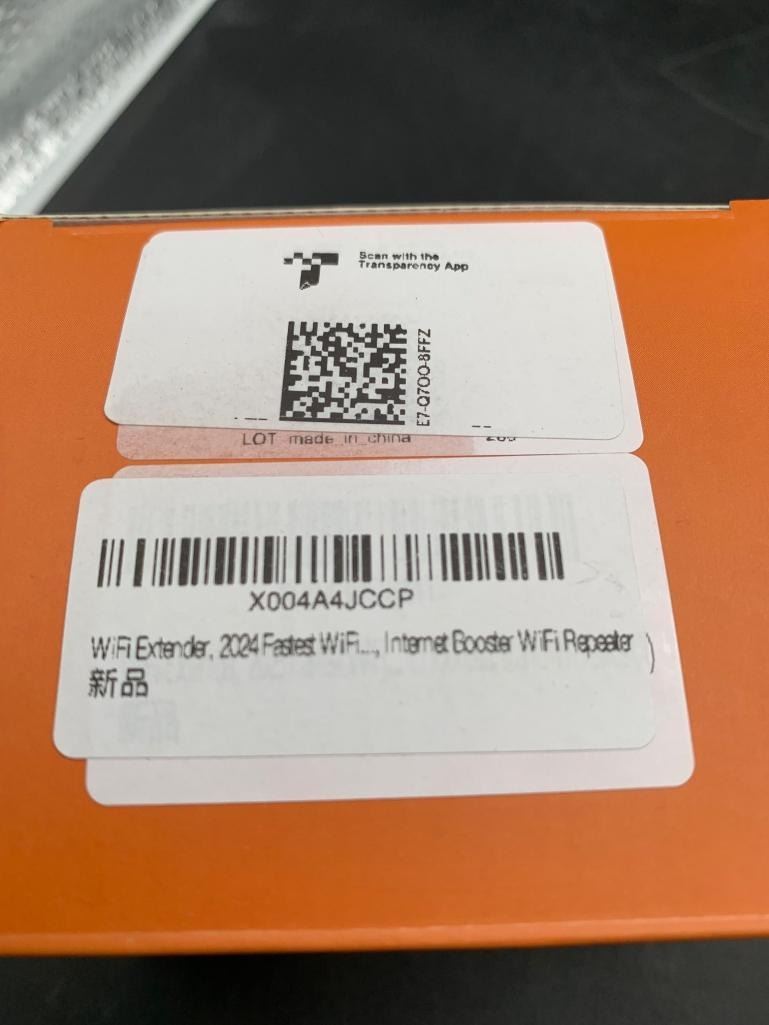 Scan with the
Transparency App
E7-Q7OO-8FFZ
LOT made in china
X004A4JCCP
WiFi Extender, 2024 Fastest WiFi..., Internet Booster WiFi Repeater
新品